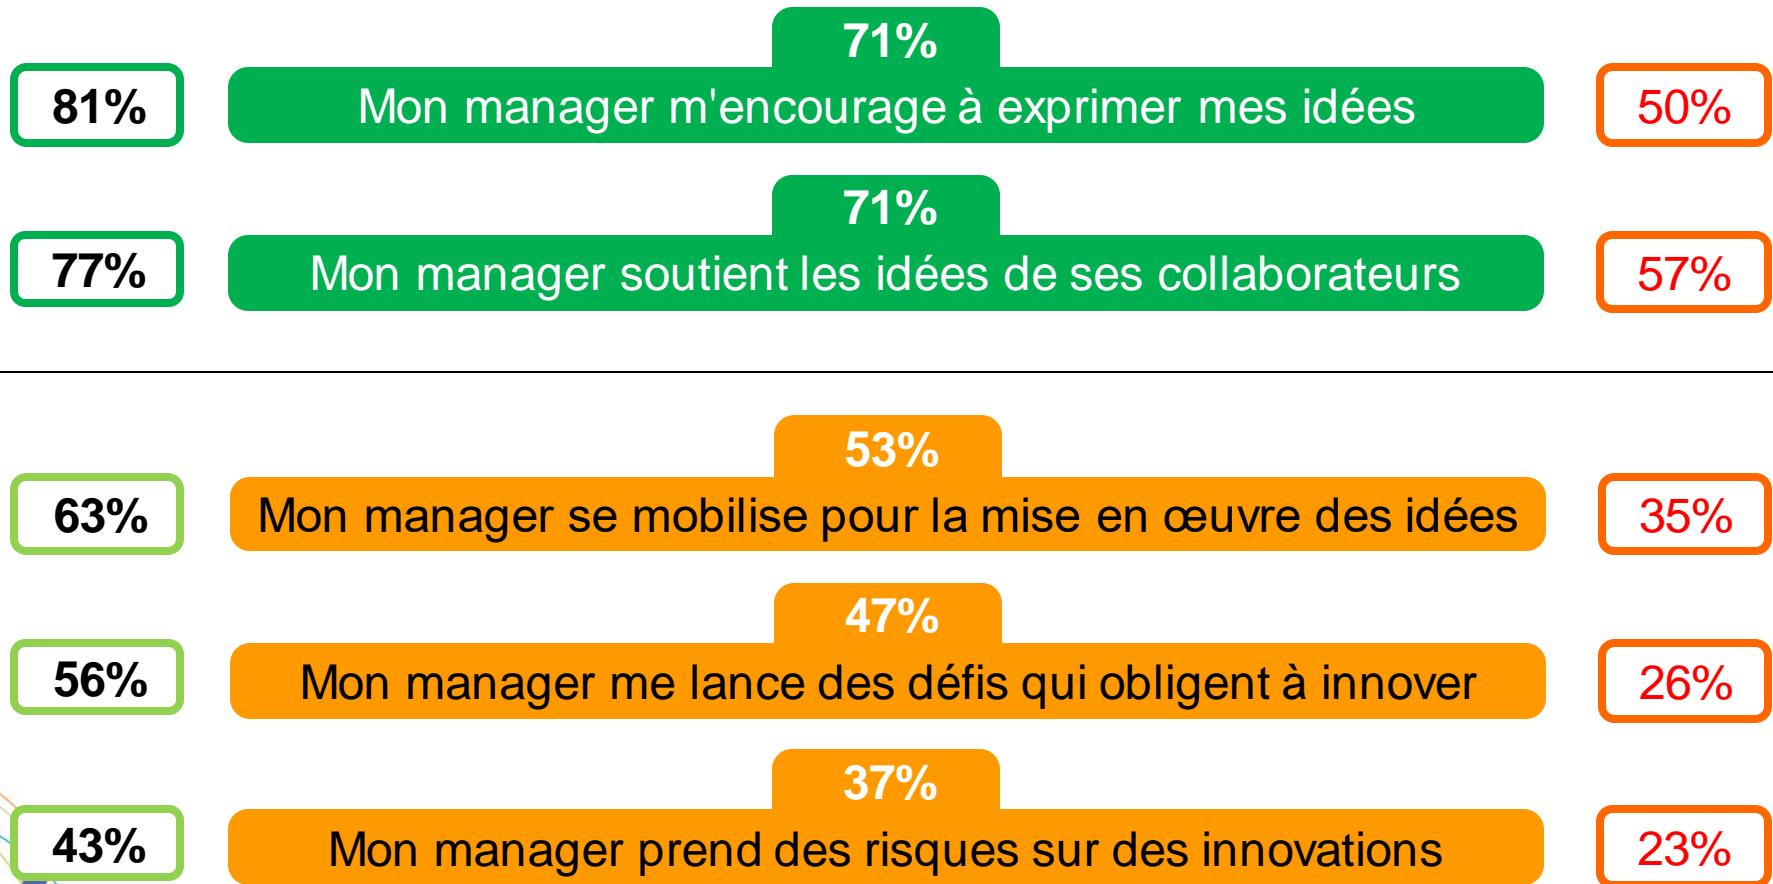 71%
81% Mon manager m'encourage à exprimer mes idées 50%
71%
77% Mon manager soutient les idées de ses collaborateurs 57%
53%
63% Mon manager se mobilise pour la mise en œuvre des idées 35%
47%
56% Mon manager me lance des défis qui obligent à innover 26%
37%
43% Mon manager prend des risques sur des innovations 23%